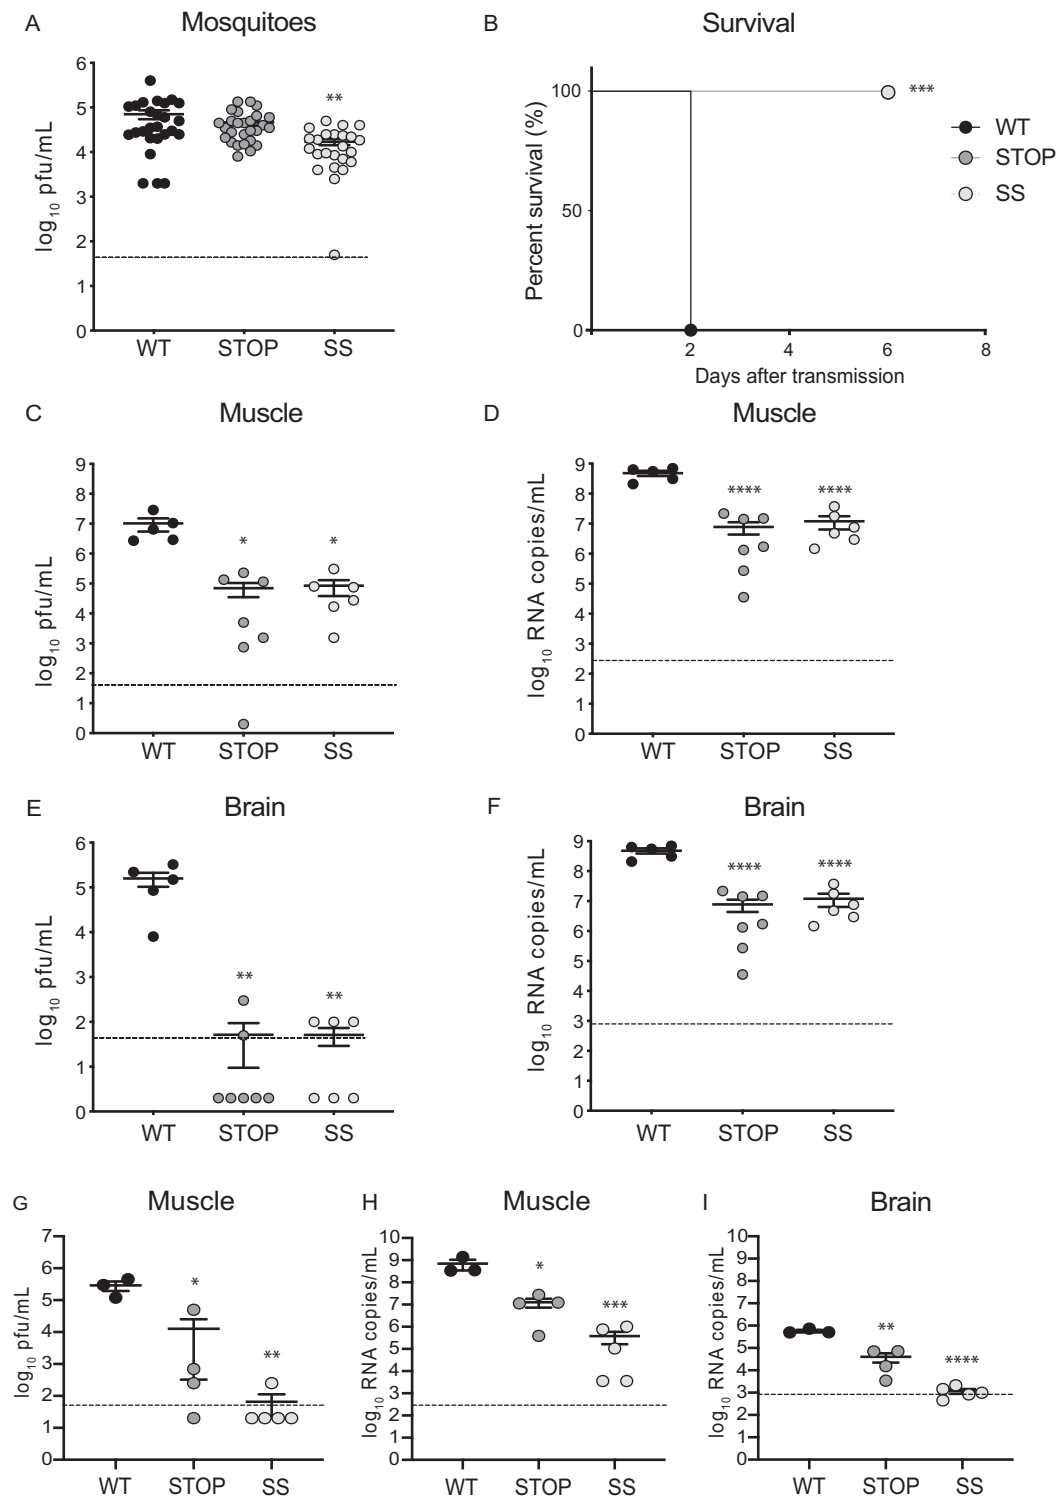 A
Mosquitoes
6
5
4
3
2
1
0
log10 pfu/mL
**
WT
STOP
SS
B
Survival
100
50
0
Percent survival (%)
***
2
4
6
8
Days after transmission
WT
STOP
SS
C
Muscle
9
8
7
6
5
4
3
2
1
0
log10 pfu/mL
*
*
WT
STOP
SS
D
Muscle
9
8
7
6
5
4
3
2
1
0
log10 RNA copies/mL
****
****
WT
STOP
SS
E
Brain
6
5
4
3
2
1
0
log10 pfu/mL
**
**
WT
STOP
SS
F
Brain
9
8
7
6
5
4
3
2
1
0
log10 RNA copies/mL
****
****
WT
STOP
SS
G
Muscle
7
6
5
4
3
2
1
0
log10 pfu/mL
*
**
WT
STOP
SS
H
Muscle
10
9
8
7
6
5
4
3
2
1
0
log10 RNA copies/mL
*
***
WT
STOP
SS
I
Brain
10
9
8
7
6
5
4
3
2
1
0
log10 RNA copies/mL
**
****
WT
STOP
SS